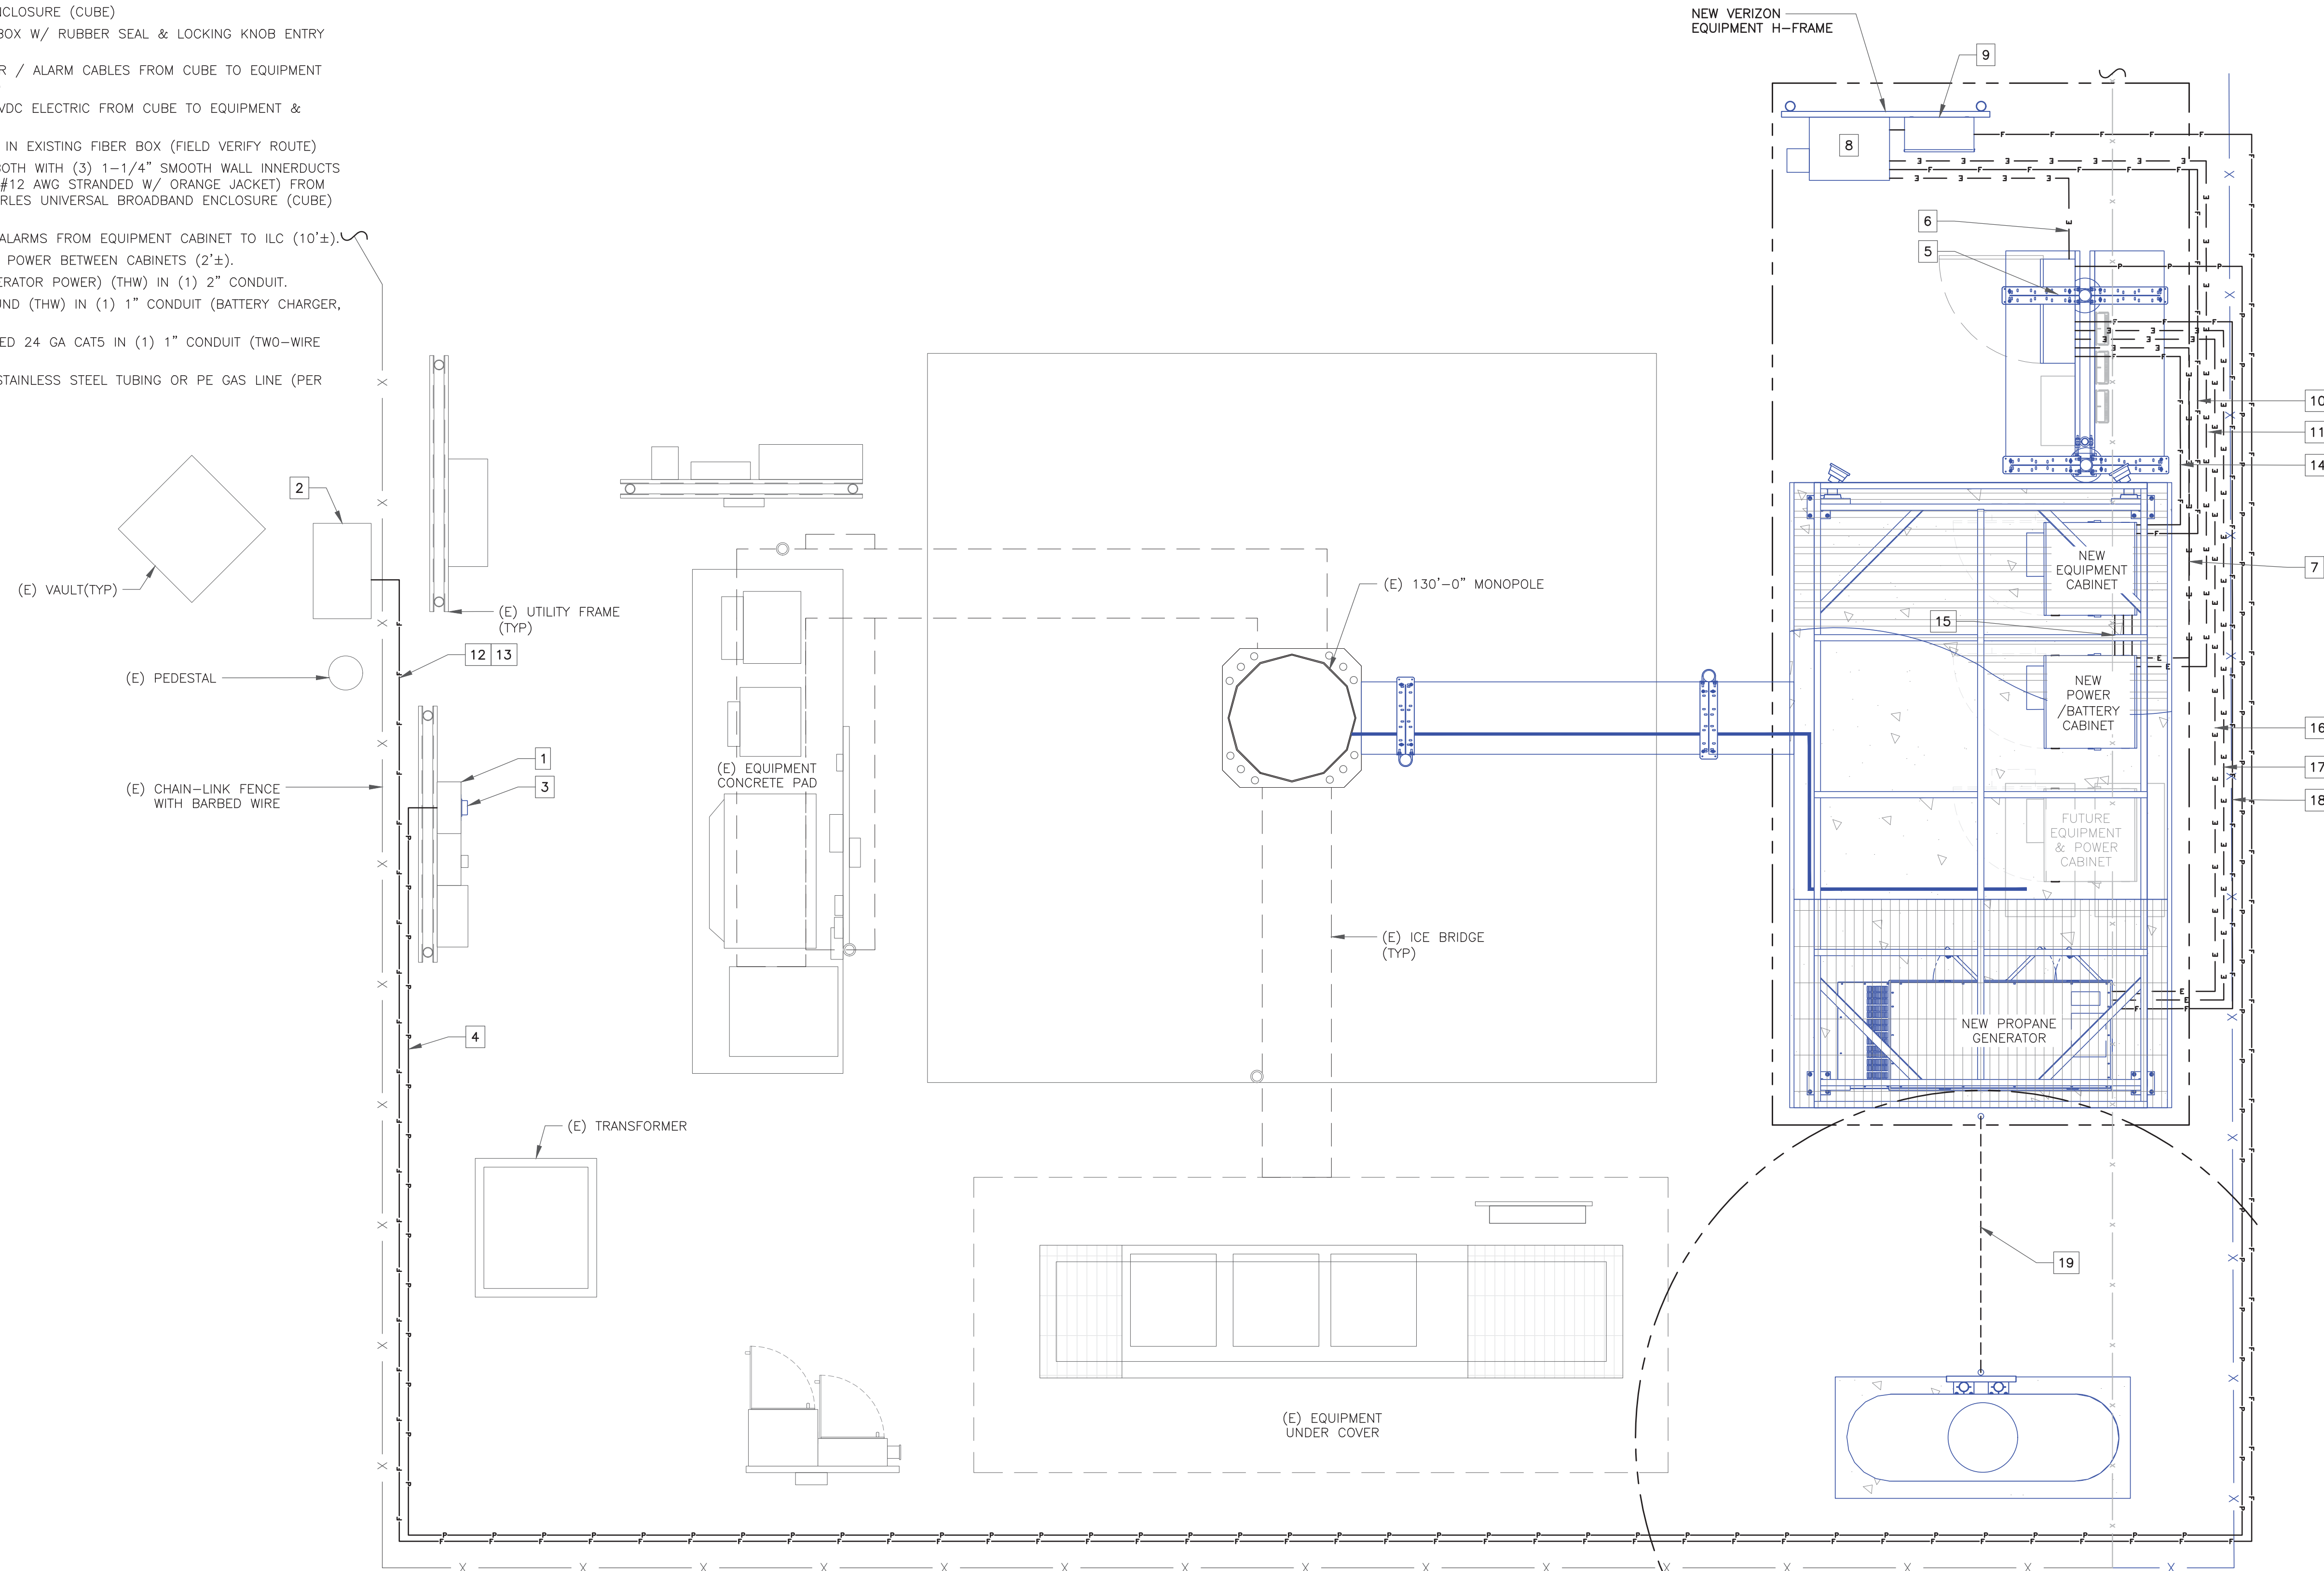 NCLOSURE (CUBE)
BOX W/ RUBBER SEAL & LOCKING KNOB ENTRY
R / ALARM CABLES FROM CUBE TO EQUIPMENT
VDC ELECTRIC FROM CUBE TO EQUIPMENT &
IN EXISTING FIBER BOX (FIELD VERIFY ROUTE)
BOTH WITH (3) 1-1/4" SMOOTH WALL INNERDUCTS
#12 AWG STRANDED W/ ORANGE JACKET) FROM
RLES UNIVERSAL BROADBAND ENCLOSURE (CUBE)
ALARMS FROM EQUIPMENT CABINET TO ILC (10'±).
POWER BETWEEN CABINETS (2'±).
ERATOR POWER) (THW) IN (1) 2" CONDUIT.
UND (THW) IN (1) 1" CONDUIT (BATTERY CHARGER,
ED 24 GA CAT5 IN (1) 1" CONDUIT (TWO-WIRE
STAINLESS STEEL TUBING OR PE GAS LINE (PER
NEW VERIZON
EQUIPMENT H-FRAME
9
8
6
5
10
11
14
7
2
(E) VAULT(TYP)
(E) UTILITY FRAME
(TYP)
12 13
(E) PEDESTAL
1
3
(E) CHAIN-LINK FENCE
WITH BARBED WIRE
(E) EQUIPMENT
CONCRETE PAD
(E) 130'-0" MONOPOLE
NEW
EQUIPMENT
CABINET
15
NEW
POWER
/BATTERY
CABINET
16
17
18
FUTURE
EQUIPMENT
& POWER
CABINET
(E) ICE BRIDGE
(TYP)
4
NEW PROPANE
GENERATOR
(E) TRANSFORMER
19
(E) EQUIPMENT
UNDER COVER